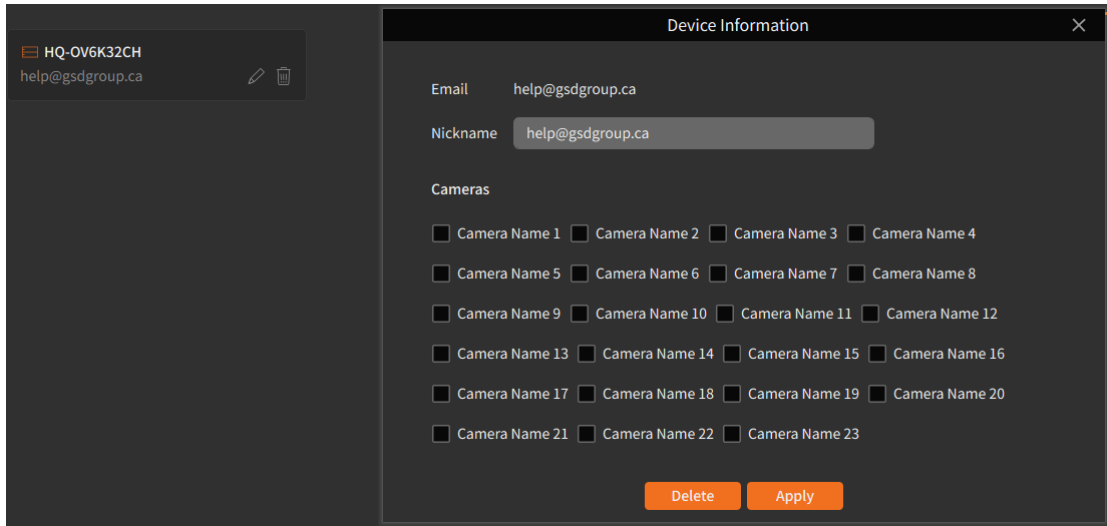 HQ-OV6K32CH
help@gsdgroup.ca
Device Information
Email help@gsdgroup.ca
Nickname help@gsdgroup.ca
Cameras
Camera Name 1 Camera Name 2 Camera Name 3 Camera Name 4
Camera Name 5 Camera Name 6 Camera Name 7 Camera Name 8
Camera Name 9 Camera Name 10 Camera Name 11 Camera Name 12
Camera Name 13 Camera Name 14 Camera Name 15 Camera Name 16
Camera Name 17 Camera Name 18 Camera Name 19 Camera Name 20
Camera Name 21 Camera Name 22 Camera Name 23
Delete Apply